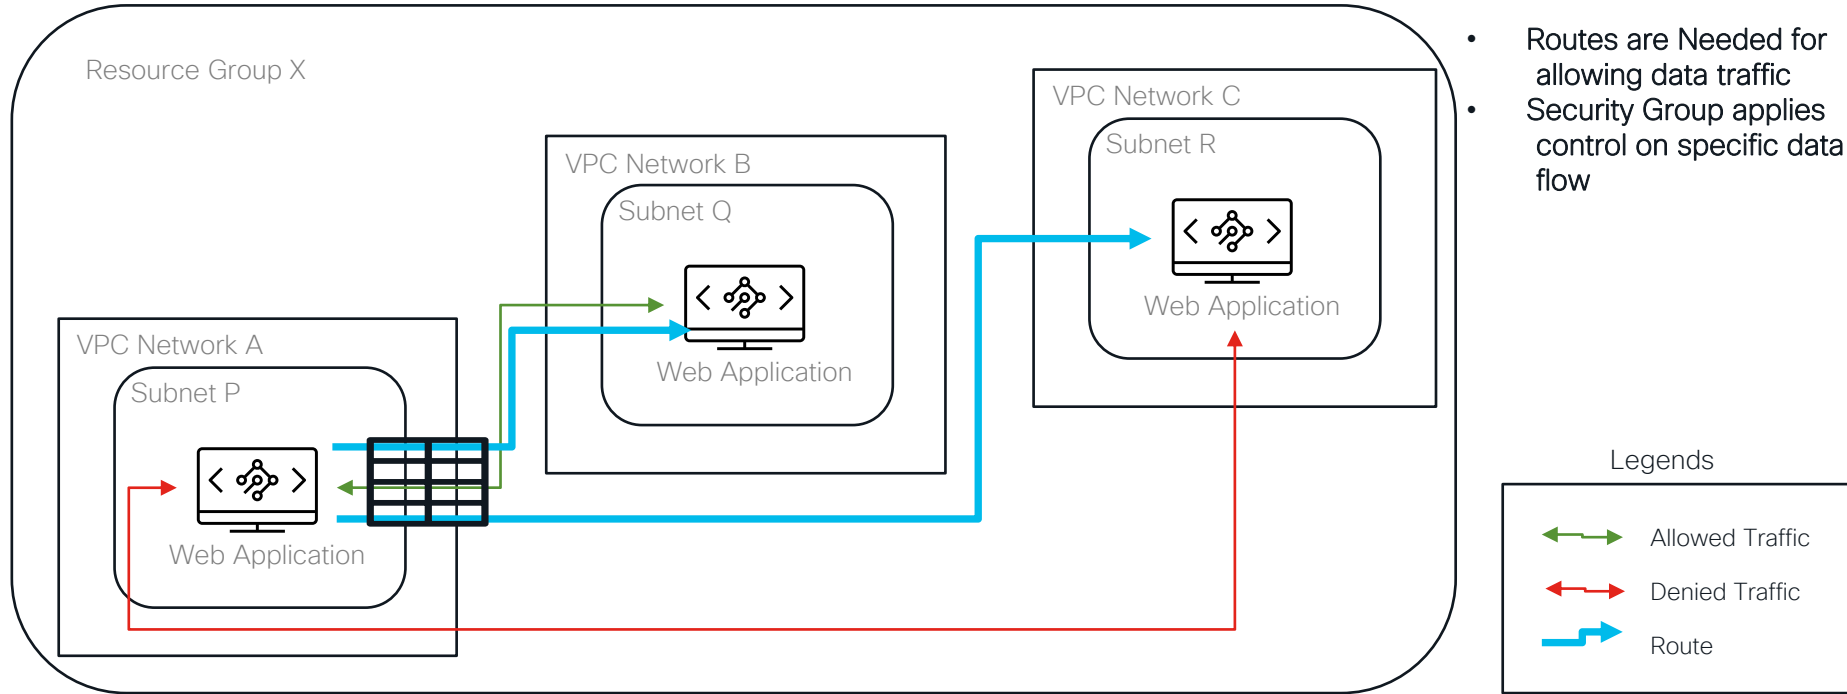 Resource Group X
VPC Network A
Subnet P
Web Application
VPC Network B
Subnet Q
Web Application
VPC Network C
Subnet R
Web Application
• Routes are Needed for
allowing data traffic
• Security Group applies
control on specific data
flow
Legends
Allowed Traffic
Denied Traffic
Route